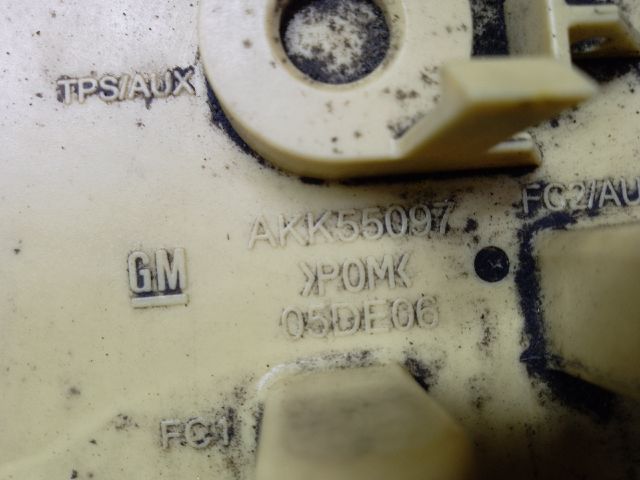 TPS/AUX
FC2/AU
AKK55097
GM
>POM<
05DE06
FC1